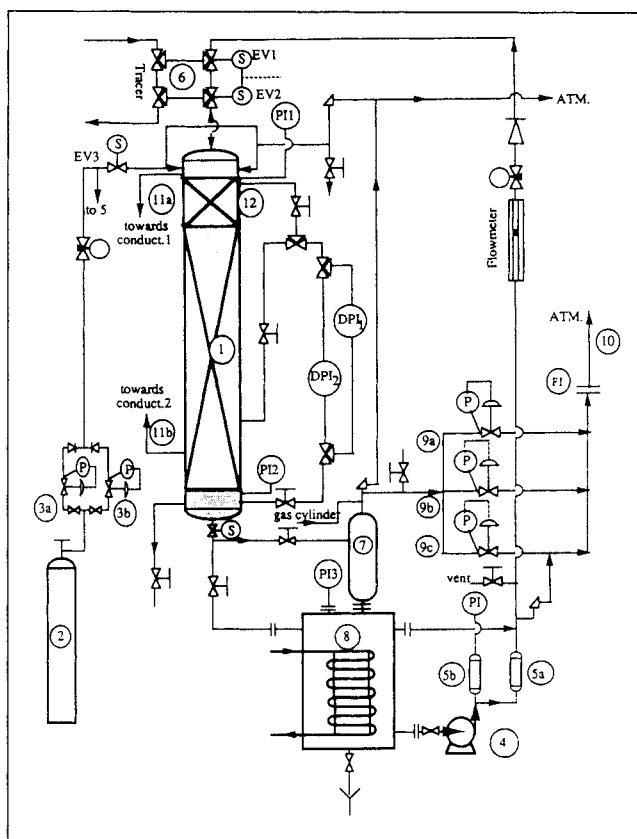 EV1
S
Tracer
6
EV2
S
PI1
ATM.
S
EV3
to 5
11a
12
towards
conduct.1
Flowmeter
DPI1
1
DPI2
ATM.
10
FI
towards
conduct.2
11b
P
9a
PI2
P
P
3a
3b
gas cylinder
P
9b
S
7
P
9c
vent
PI3
PI
2
8
5b
5a
4